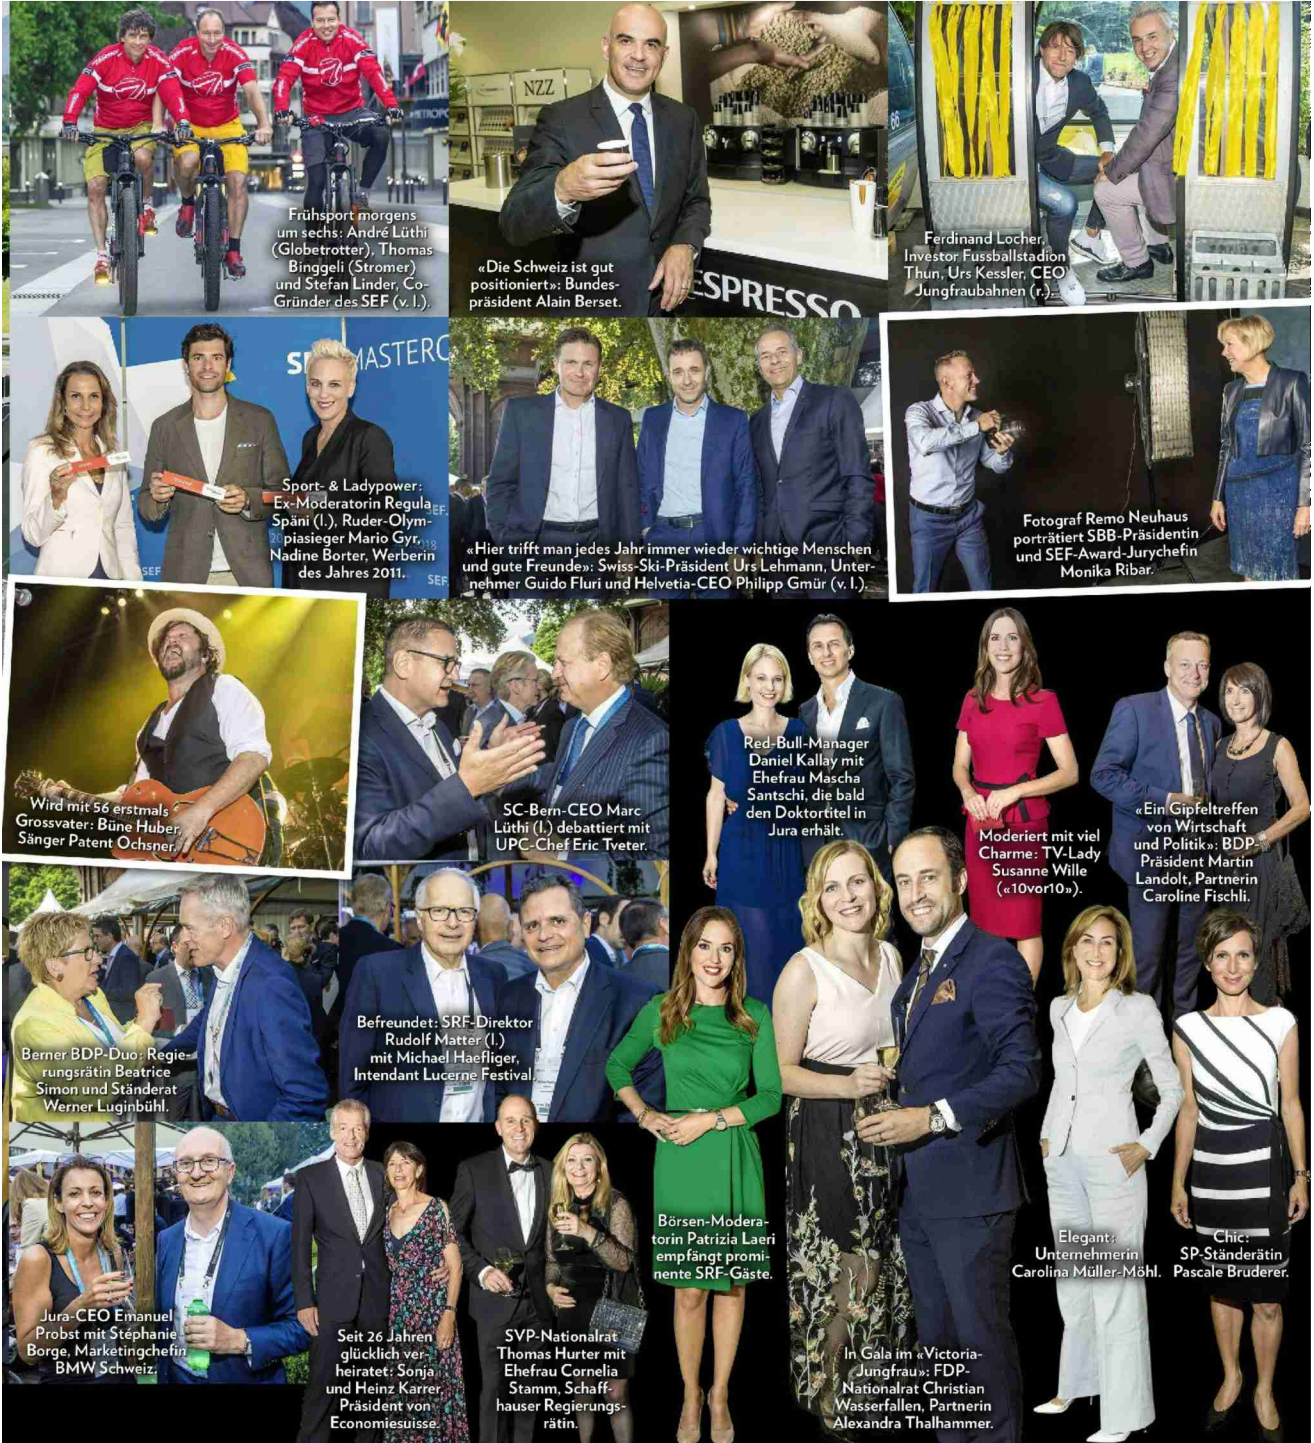 METROPO
Frühsport morgens
um sechs: André Lüthi
(Globetrotter), Thomas
Binggeli (Stromer)
und Stefan Linder, Co-
Gründer des SEF (v. l.).
NZZ
«Die Schweiz ist gut
positioniert»: Bundes-
präsident Alain Berset.
ESPRESSO
66
Ferdinand Locher,
Investor Fussballstadion
Thun, Urs Kessler, CEO
Jungfraubahnen (r.).
MASTERC
Sport- & Ladypower:
Ex-Moderatorin Regula
Späni (l.), Ruder-Olym-
piasieger Mario Gyr,
Nadine Borter, Werberin
des Jahres 2011.
SEF
SEF.
SEF
«Hier trifft man jedes Jahr immer wieder wichtige Menschen
und gute Freunde»: Swiss-Ski-Präsident Urs Lehmann, Unter-
nehmer Guido Fluri und Helvetia-CEO Philipp Gmür (v. l.).
Fotograf Remo Neuhaus
porträtiert SBB-Präsidentin
und SEF-Award-Jurychefin
Monika Ribar.
Wird mit 56 erstmals
Grossvater: Büne Huber,
Sänger Patent Ochsner.
SC-Bern-CEO Marc
Lüthi (l.) debattiert mit
UPC-Chef Eric Tveter.
Red-Bull-Manager
Daniel Kallay mit
Ehefrau Mascha
Santschi, die bald
den Doktortitel in
Jura erhält.
Moderiert mit viel
Charme: TV-Lady
Susanne Wille
(«10vor10»).
«Ein Gipfeltreffen
von Wirtschaft
und Politik»: BDP-
Präsident Martin
Landolt, Partnerin
Caroline Fischli.
Berner BDP-Duo: Regie-
rungsrätin Beatrice
Simon und Ständerat
Werner Luginbühl.
Befreundet: SRF-Direktor
Rudolf Matter (l.)
mit Michael Haefliger,
Intendant Lucerne Festival.
Jura-CEO Emanuel
Probst mit Stéphanie
Borge, Marketingchefin
BMW Schweiz.
Seit 26 Jahren
glücklich ver-
heiratet: Sonja
und Heinz Karrer,
Präsident von
Economiesuisse.
SVP-Nationalrat
Thomas Hurter mit
Ehefrau Cornelia
Stamm, Schaff-
hauser Regierungs-
rätin.
Börsen-Modera-
torin Patrizia Laeri
empfängt promi-
nente SRF-Gäste.
In Gala im «Victoria-
Jungfrau»: FDP-
Nationalrat Christian
Wasserfallen, Partnerin
Alexandra Thalhammer.
Elegant:
Unternehmerin
Carolina Müller-Möhl.
Chic:
SP-Ständerätin
Pascale Bruderer.